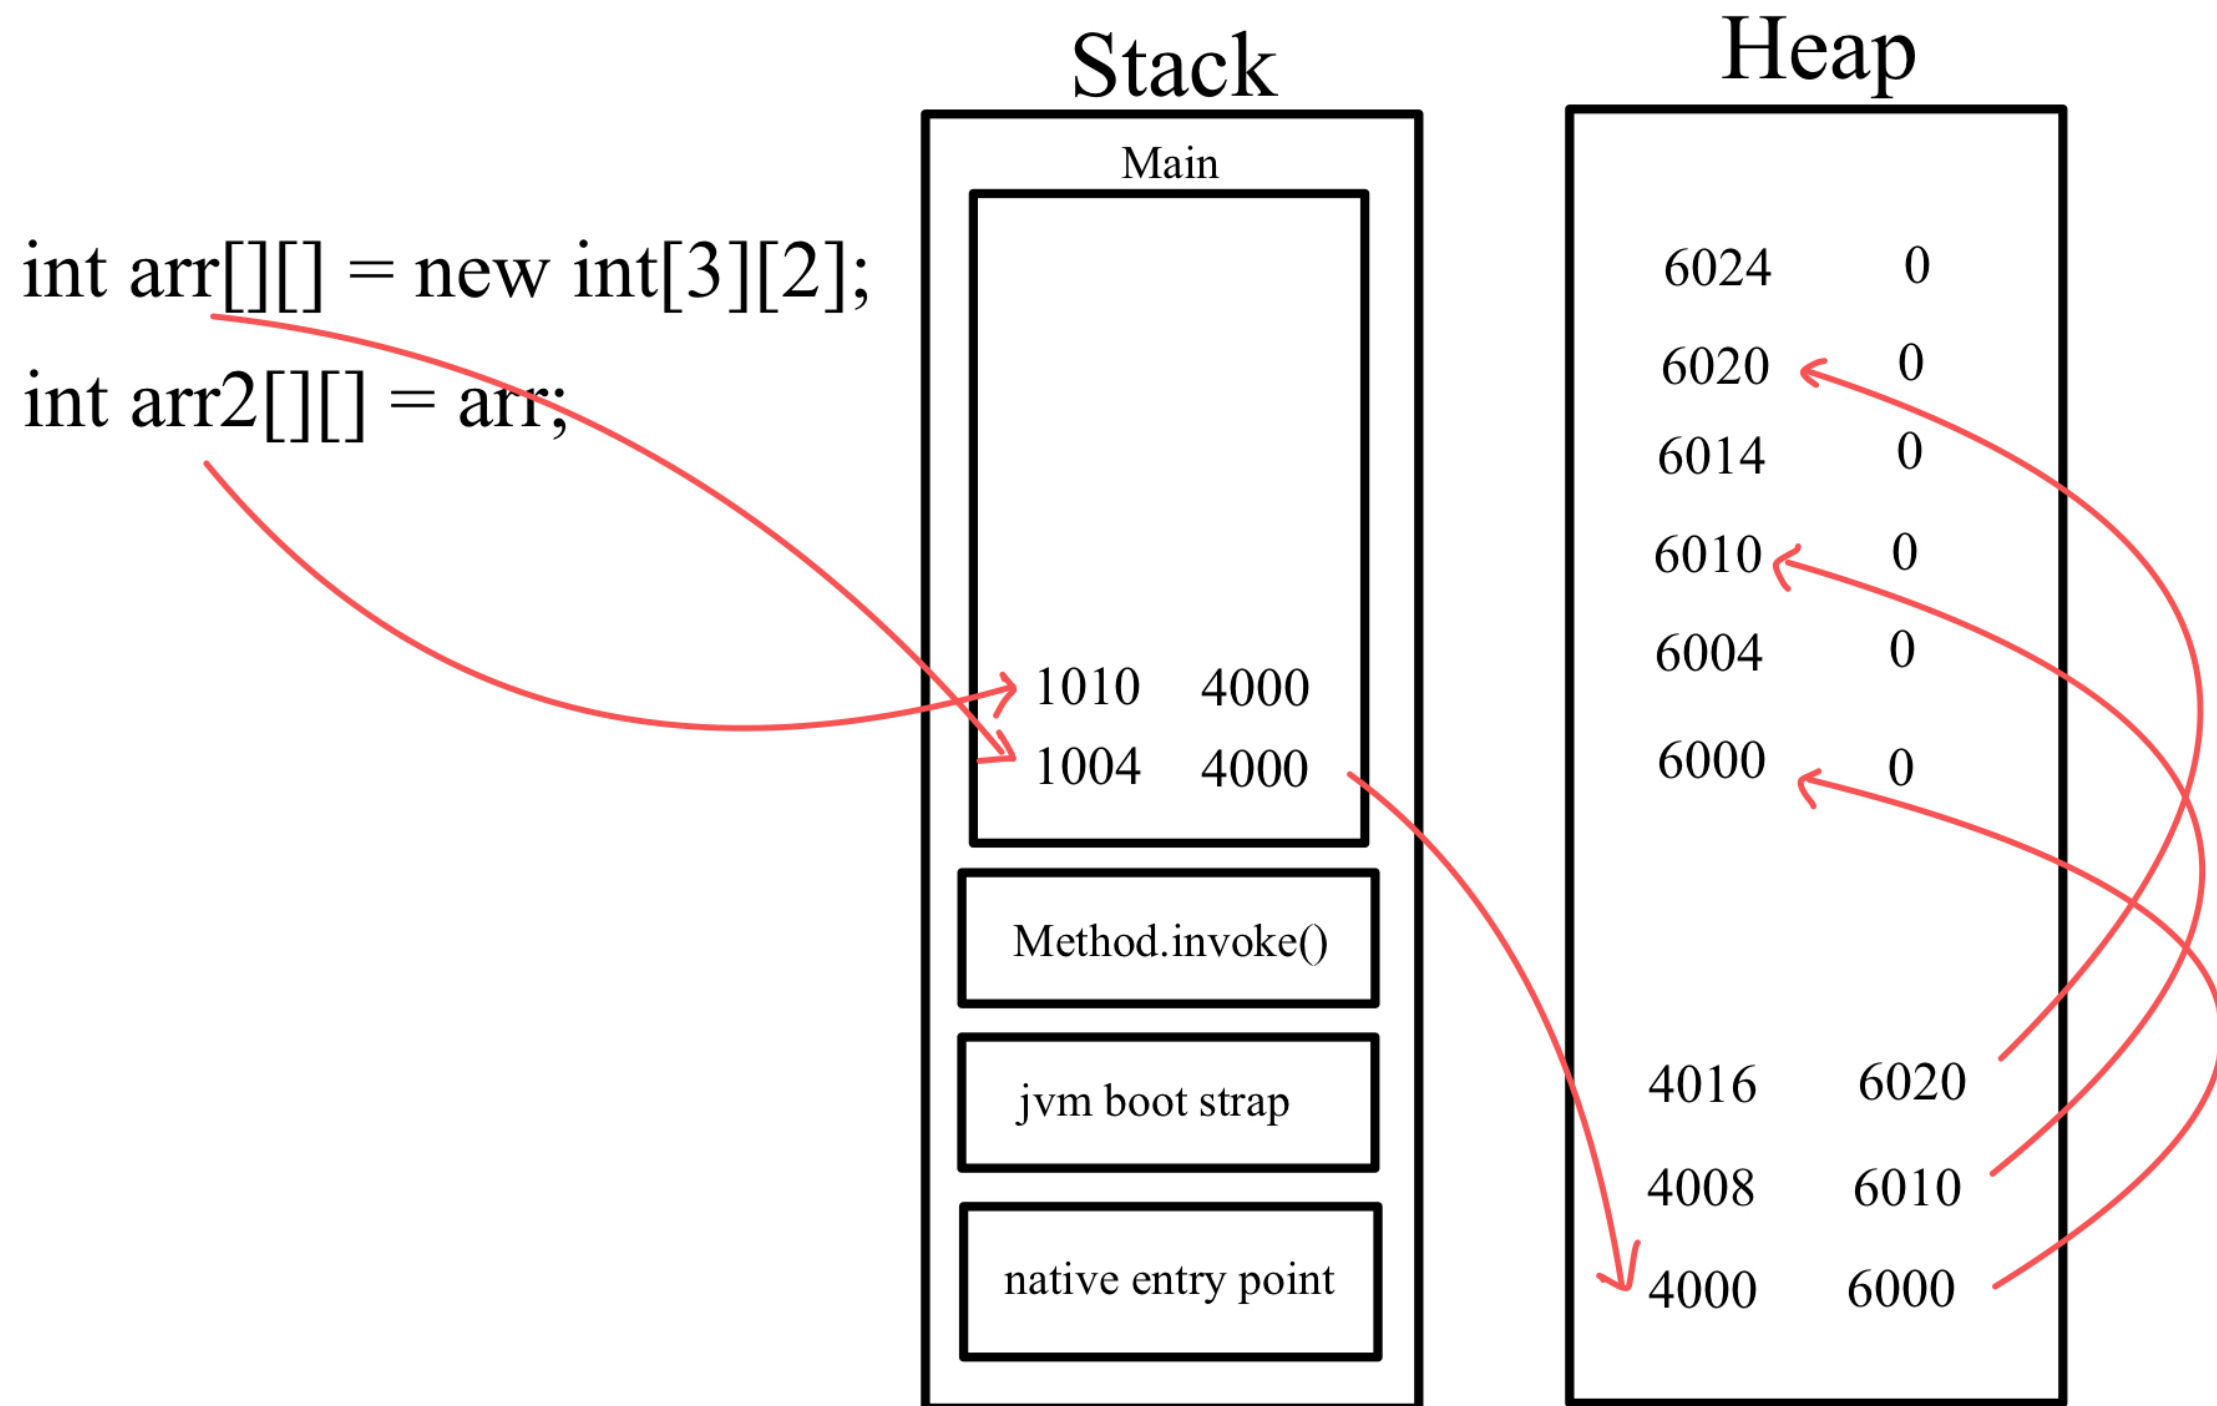 int arr[][] = new int[3][2];
int arr2[][] = arr;
Stack
Main
1010 4000
1004 4000
Method.invoke()
jvm boot strap
native entry point
Heap
6024 0
6020 0
6014 0
6010 0
6004 0
6000 0
4016 6020
4008 6010
4000 6000